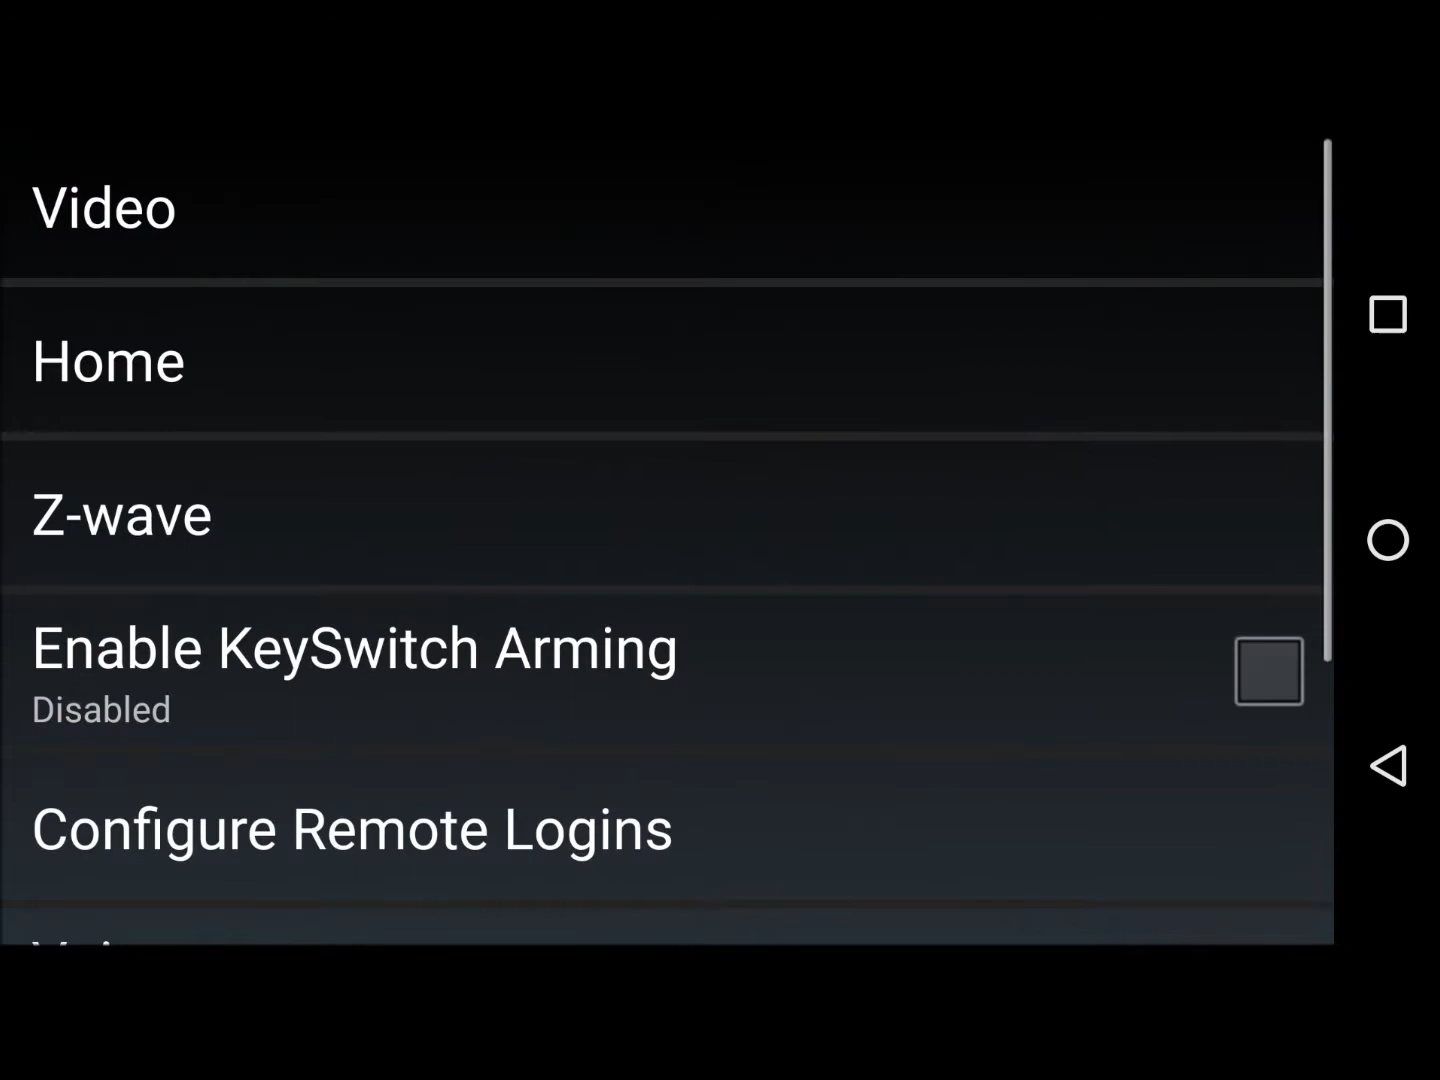 Video
Home
Z-wave
Enable KeySwitch Arming
Disabled
Configure Remote Logins